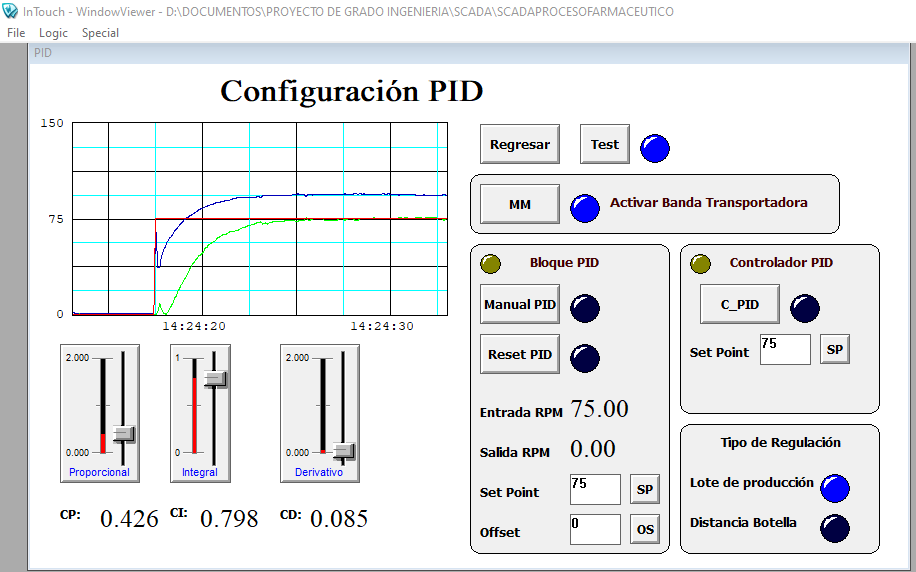 InTouch - WindowViewer - D:\DOCUMENTOS\PROYECTO DE GRADO INGENIERIA\SCADA\SCADAPROCESOFARMACEUTICO
File Logic Special
PID
Configuración PID
150
75
0
14:24:20 14:24:30
Regresar Test
MM Activar Banda Transportadora
Bloque PID
Manual PID
Reset PID
Entrada RPM 75.00
Salida RPM 0.00
Set Point 75 SP
Offset 0 OS
Controlador PID
C_PID
Set Point 75 SP
Tipo de Regulación
Lote de producción
Distancia Botella
2.000
0.000
Proporcional
1
0
Integral
2.000
0.000
Derivativo
CP: 0.426 CI: 0.798 CD: 0.085